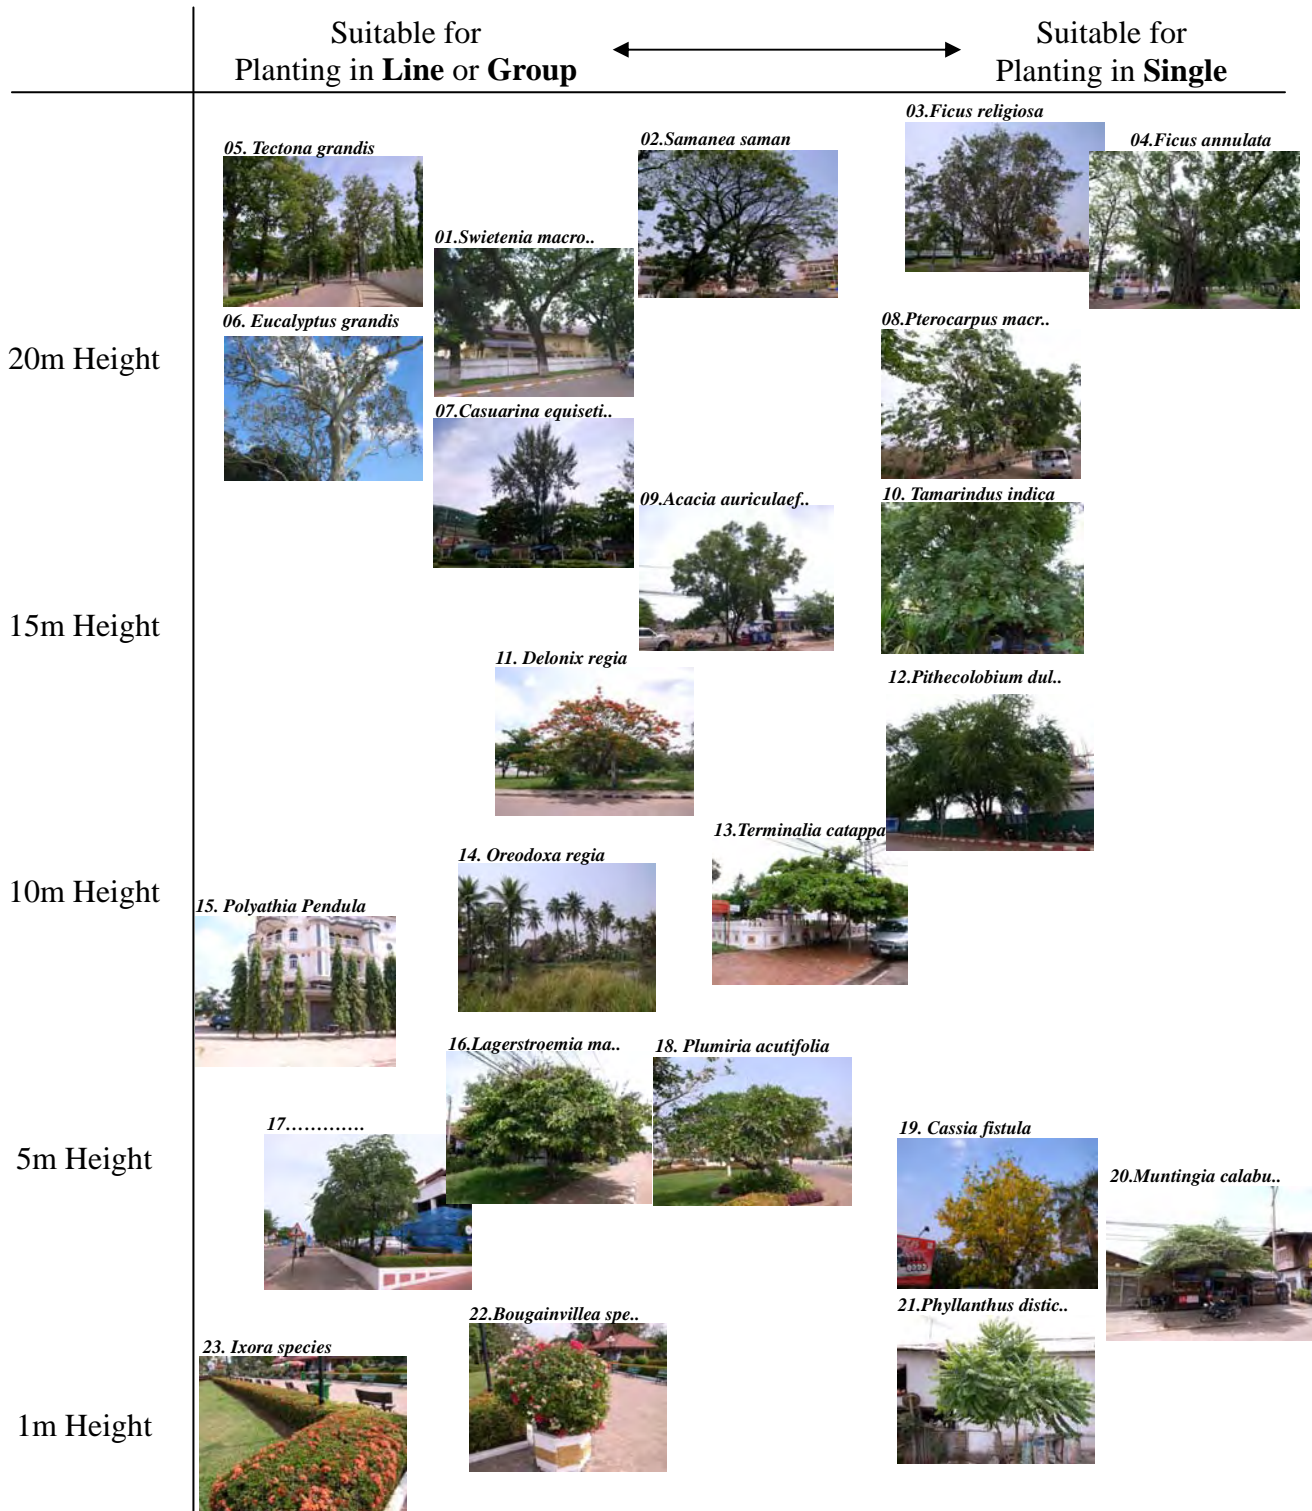 Suitable for
Planting in Line or Group
Suitable for
Planting in Single
03.Ficus religiosa
04.Ficus annulata
02.Samanea saman
05. Tectona grandis
01.Swietenia macro..
06. Eucalyptus grandis
08.Pterocarpus macr..
20m Height
07.Casuarina equiseti..
09.Acacia auriculaef..
10. Tamarindus indica
15m Height
11. Delonix regia
12.Pithecolobium dul..
13.Terminalia catappa
14. Oreodoxa regia
10m Height
15. Polyathia Pendula
16.Lagerstroemia ma..
18. Plumiria acutifolia
17.............
19. Cassia fistula
5m Height
20.Muntingia calabu..
21.Phyllanthus distic..
22.Bougainvillea spe..
23. Ixora species
1m Height